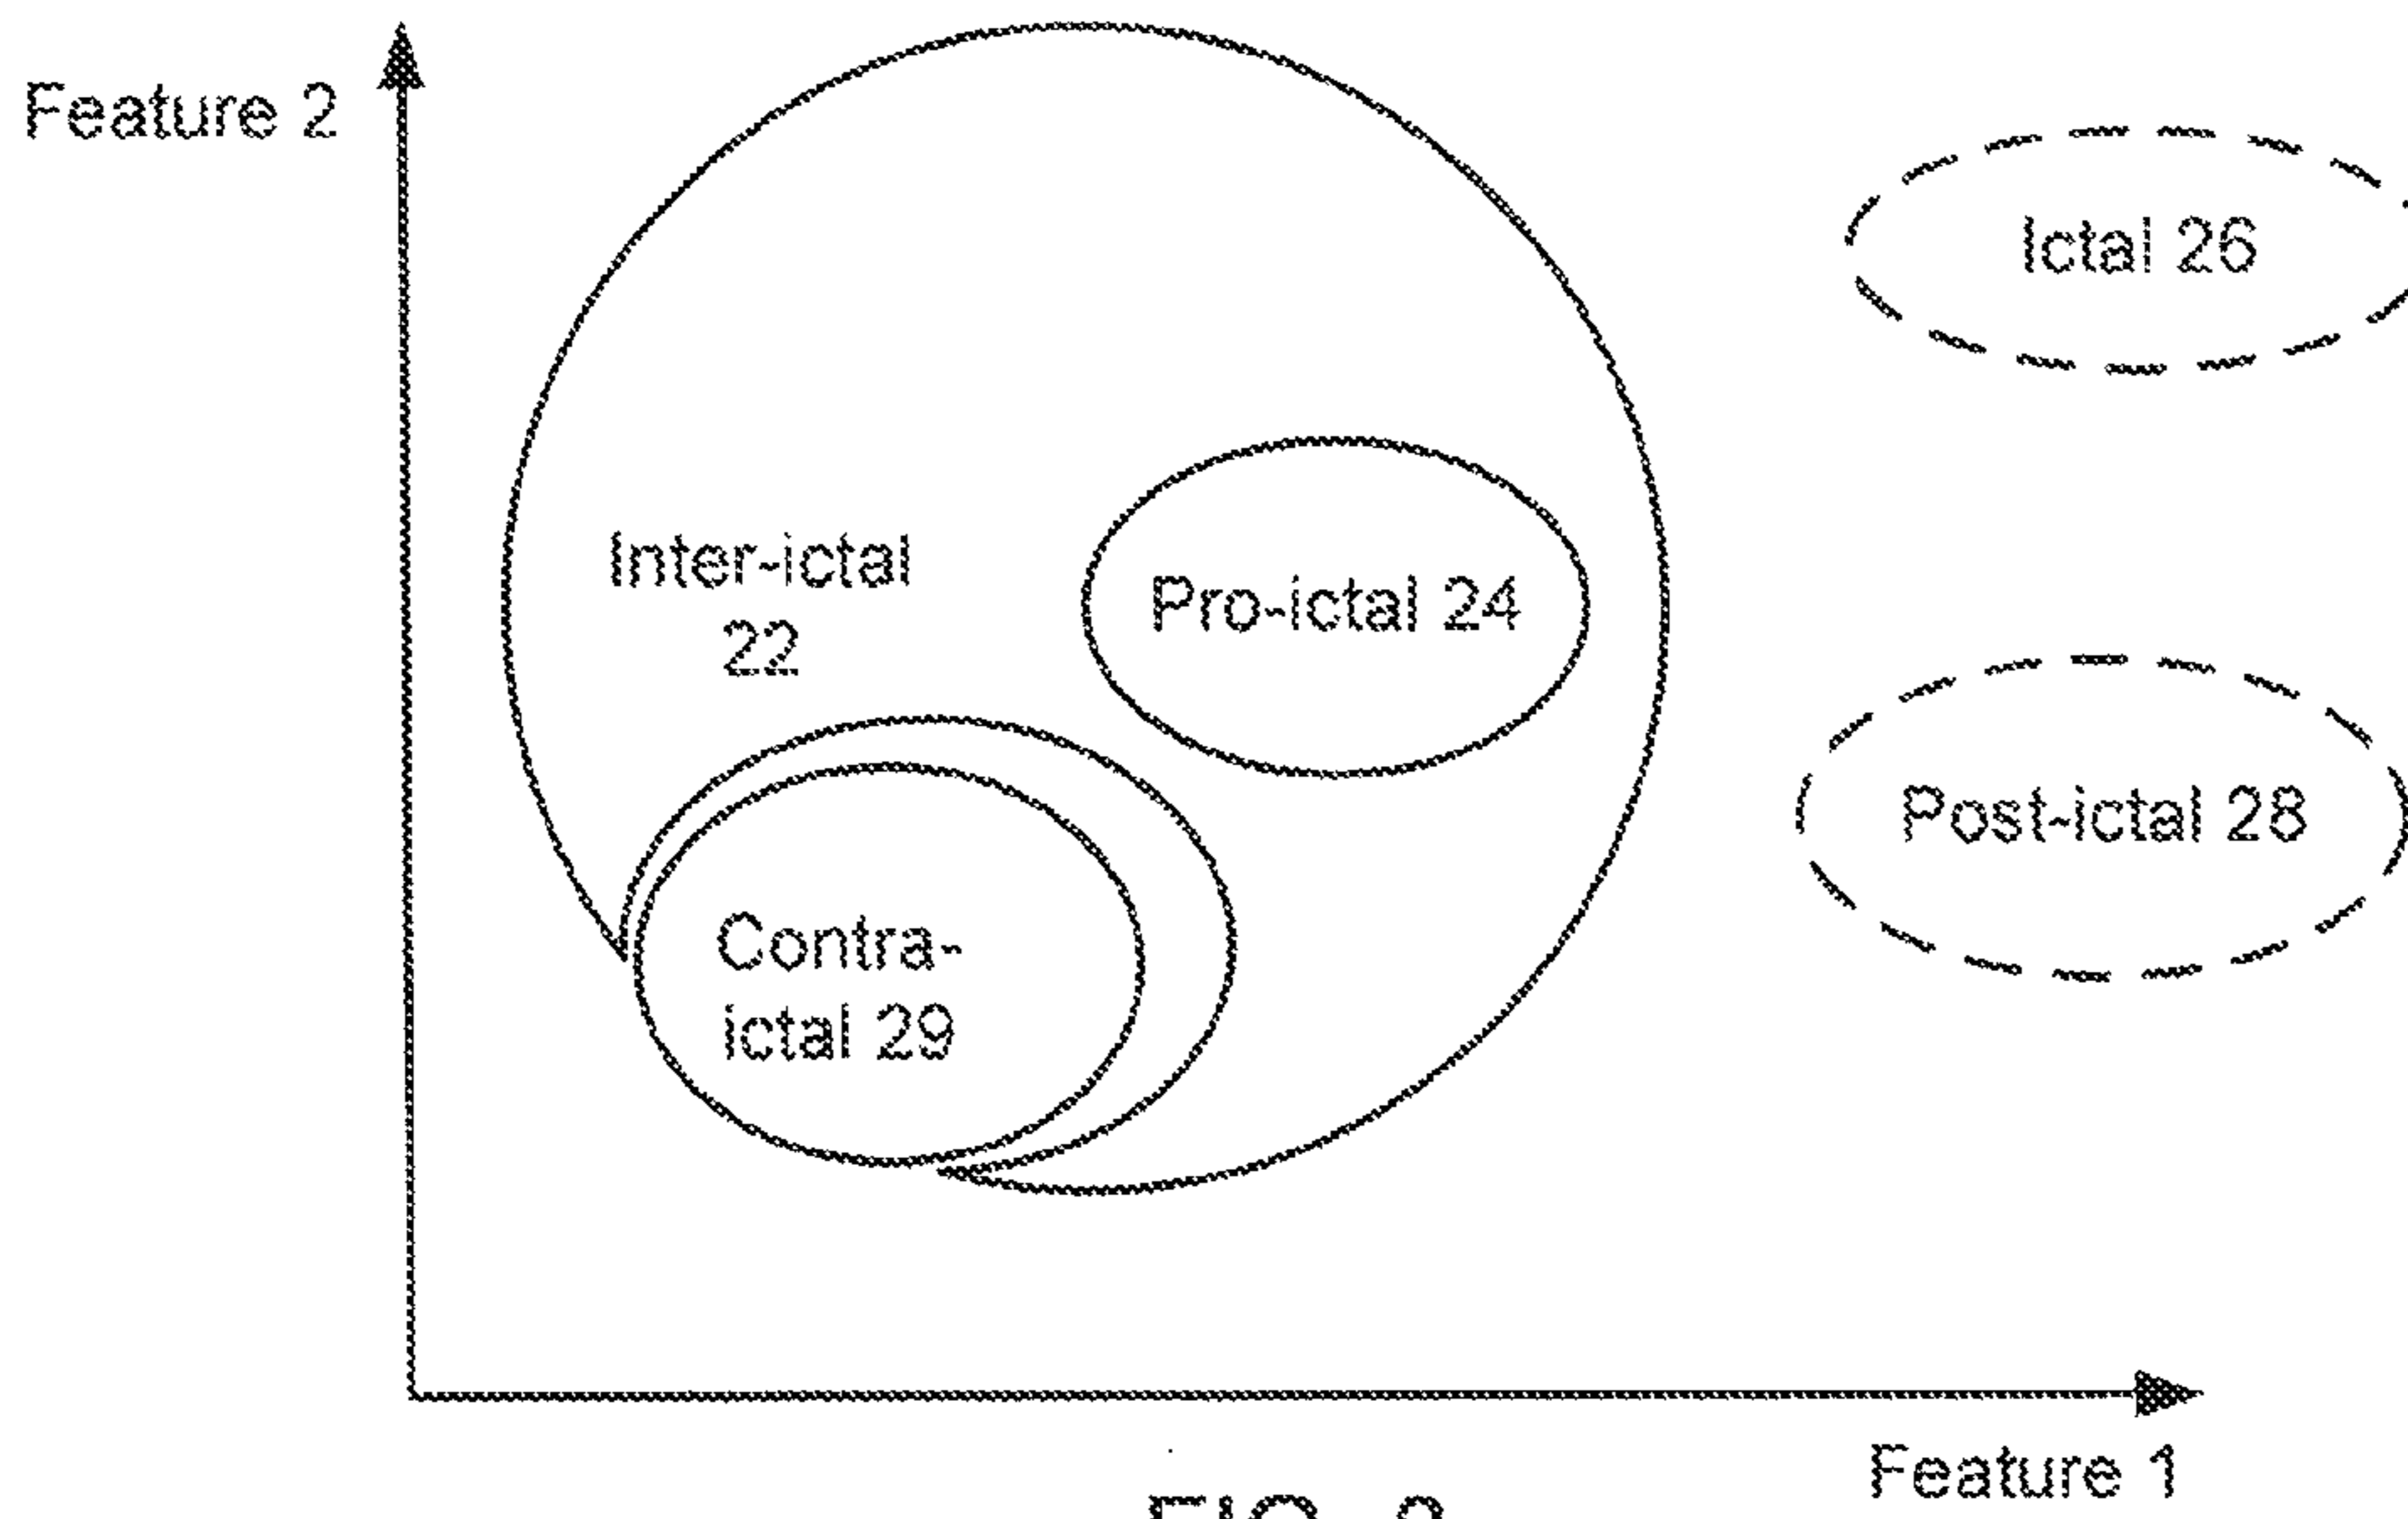 Feature 2
Ictal 26
Inter-ictal
22
Pro-ictal 24
Post-ictal 28
Contra-
ictal 29
Feature 1